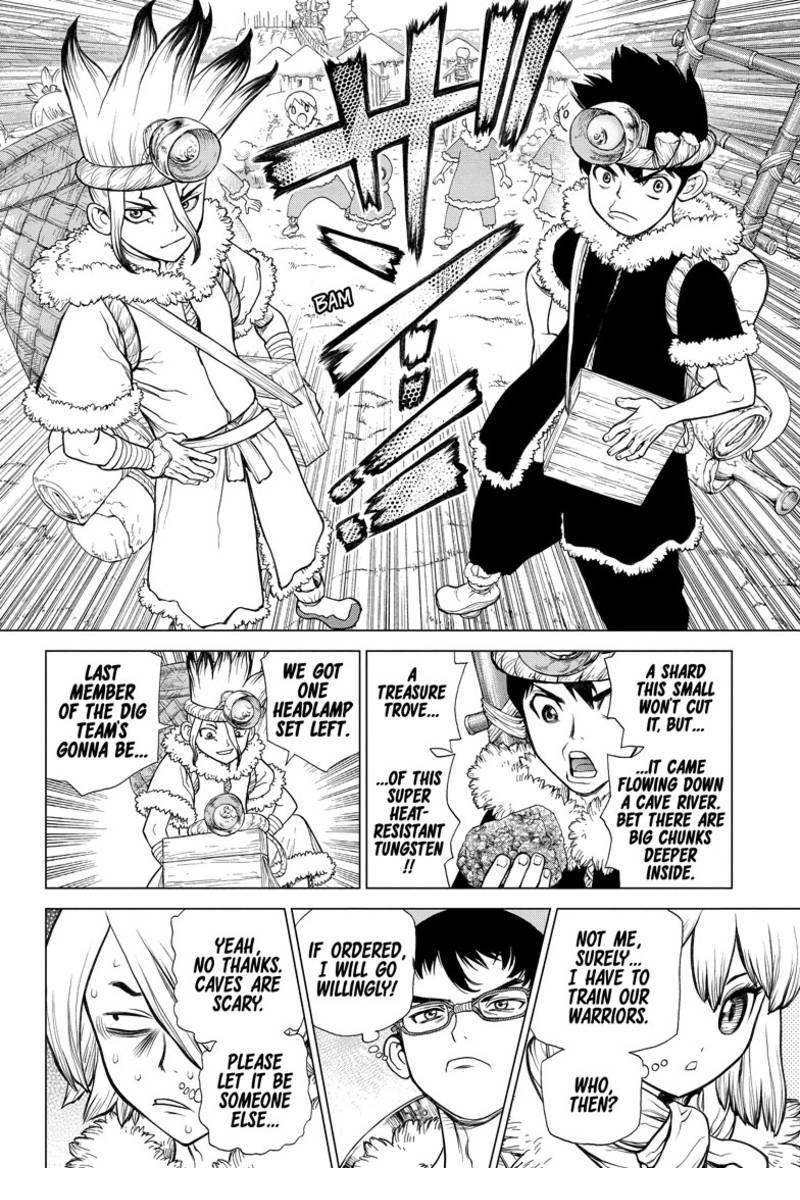 ザッ!!
BAM
A SHARD
THIS SMALL
WON'T CUT
IT, BUT...
...IT CAME
FLOWING DOWN
A CAVE RIVER.
BET THERE ARE
BIG CHUNKS
DEEPER
INSIDE.
A
TREASURE
TROVE...
...OF THIS
SUPER
HEAT-
RESISTANT
TUNGSTEN
!!
WE GOT
ONE
HEADLAMP
SET LEFT.
LAST
MEMBER
OF THE DIG
TEAM'S
GONNA BE...
NOT ME,
SURELY...
I HAVE TO
TRAIN OUR
WARRIORS.
WHO,
THEN?
IF ORDERED,
I WILL GO
WILLINGLY!
YEAH,
NO THANKS.
CAVES ARE
SCARY.
PLEASE
LET IT BE
SOMEONE
ELSE...